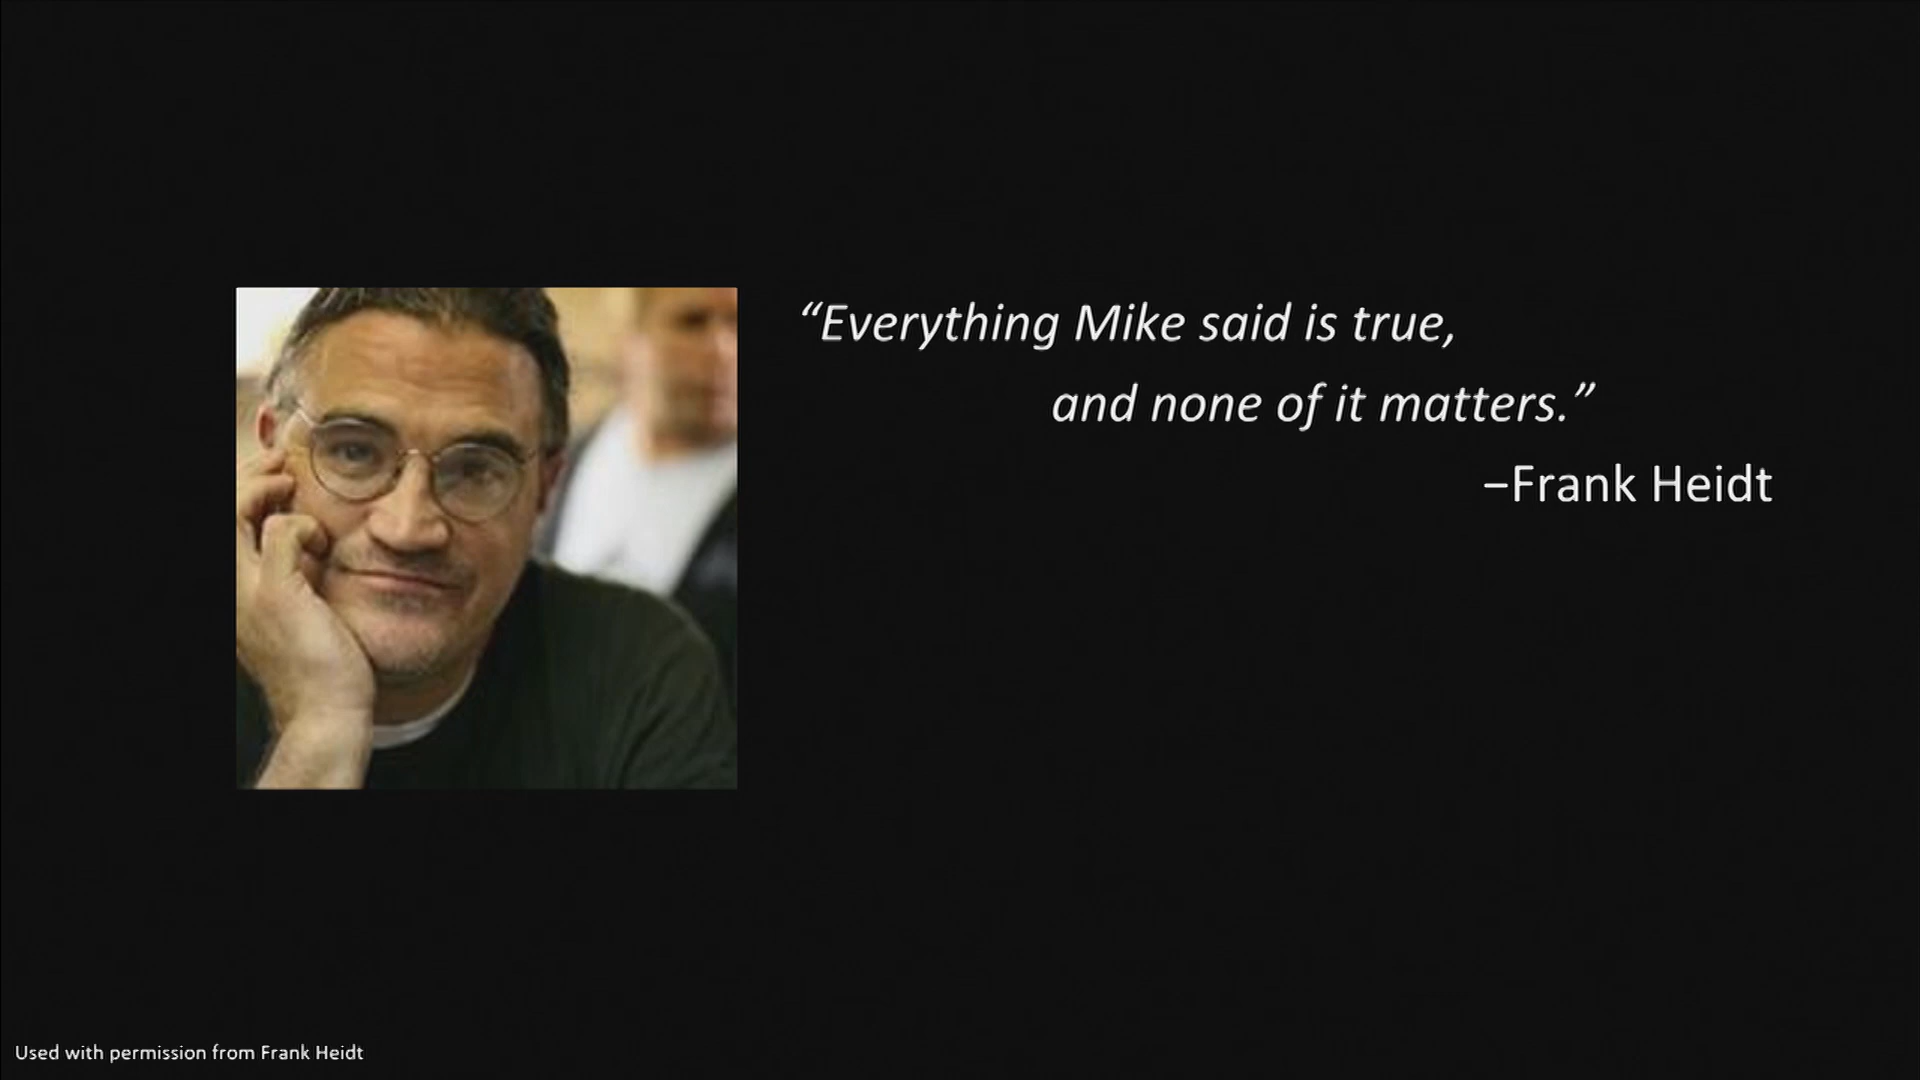 “Everything Mike said is true,
and none of it matters.”
–Frank Heidt
Used with permission from Frank Heidt